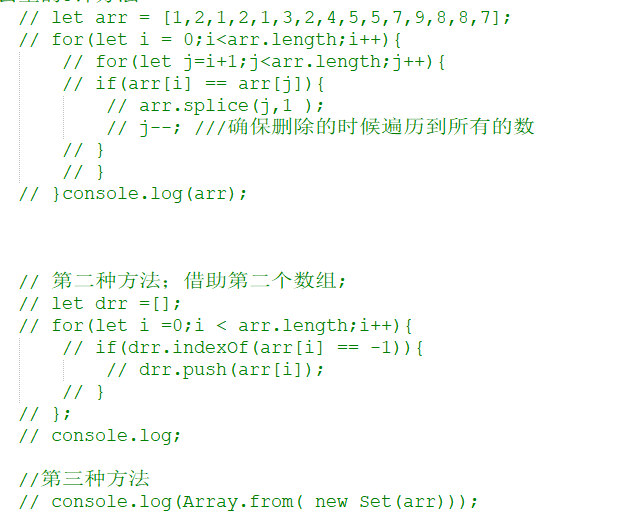 // let arr = [1,2,1,2,1,3,2,4,5,5,7,9,8,8,7];
// for(let i = 0;i<arr.length;i++){
// for(let j=i+1;j<arr.length;j++){
// if(arr[i] == arr[j]){
// arr.splice(j,1 );
// j--; ///确保删除的时候遍历到所有的数
// }
// }
// }console.log(arr);
// 第二种方法；借助第二个数组;
// let drr =[];
// for(let i =0;i < arr.length;i++){
// if(drr.indexOf(arr[i] == -1)){
// drr.push(arr[i]);
// }
// };
// console.log;
//第三种方法
// console.log(Array.from( new Set(arr)));